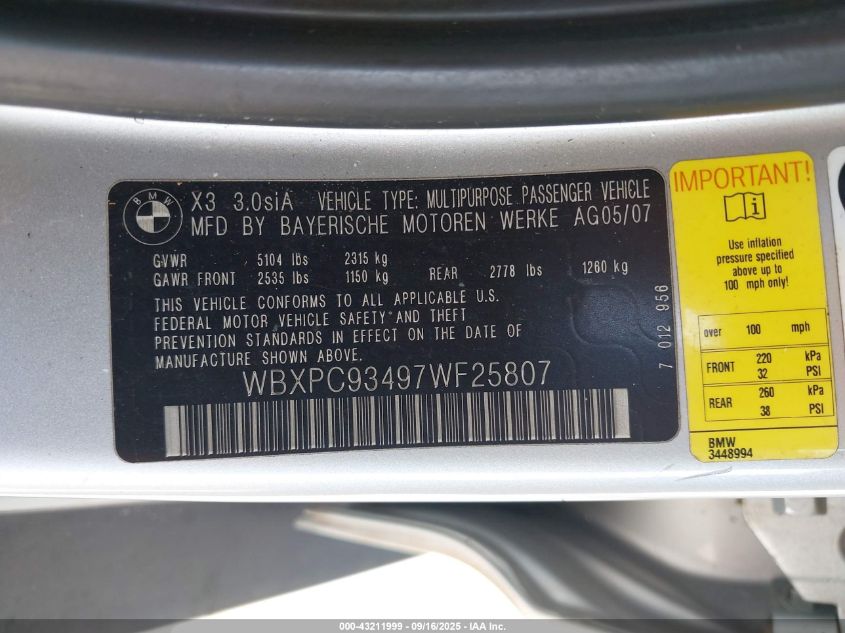 BMW
X3 3.0siA VEHICLE TYPE: MULTIPURPOSE PASSENGER VEHICLE
MFD BY BAYERISCHE MOTOREN WERKE AG05/07
GVWR 5104 lbs 2315 kg
GAWR FRONT 2535 lbs 1150 kg REAR 2778 lbs 1260 kg
THIS VEHICLE CONFORMS TO ALL APPLICABLE U.S.
FEDERAL MOTOR VEHICLE SAFETY AND THEFT
PREVENTION STANDARDS IN EFFECT ON THE DATE OF
MANUFACTURE SHOWN ABOVE.
WBXPC93497WF25807
7 012 956
IMPORTANT!
Use inflation
pressure specified
above up to
100 mph only!
over 100 mph
FRONT 220 kPa
32 PSI
REAR 260 kPa
38 PSI
BMW
3448994
000-43211999 - 09/16/2025 - IAA Inc.